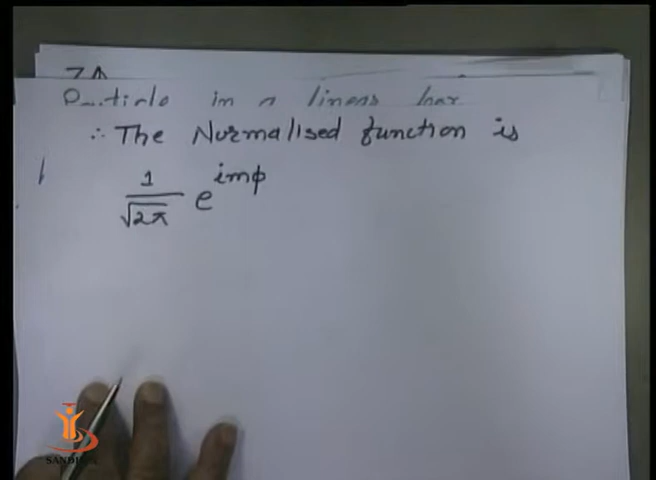 Particle in a linear box
∴ The Normalised function is
1/√2π e^imφ